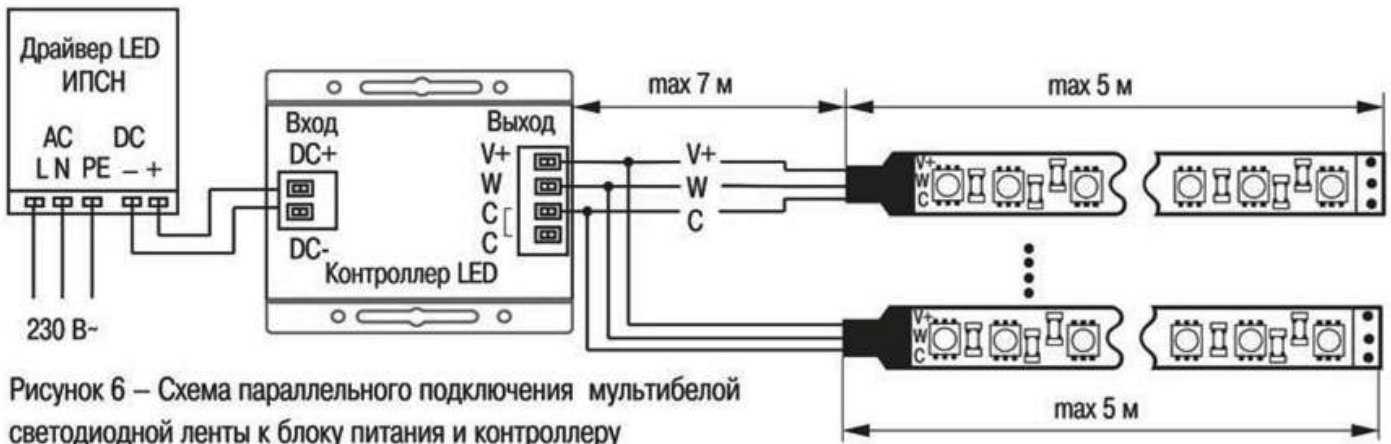 Драйвер LED
ИПСН
AC DC
L N PE – +
230 В~
Вход
DC+
DC-
Выход
V+
W
C
C
Контроллер LED
max 7 м
V+
W
C
max 5 м
V+
W
C
V+
W
C
max 5 м
Рисунок 6 – Схема параллельного подключения мультибелой
светодиодной ленты к блоку питания и контроллеру